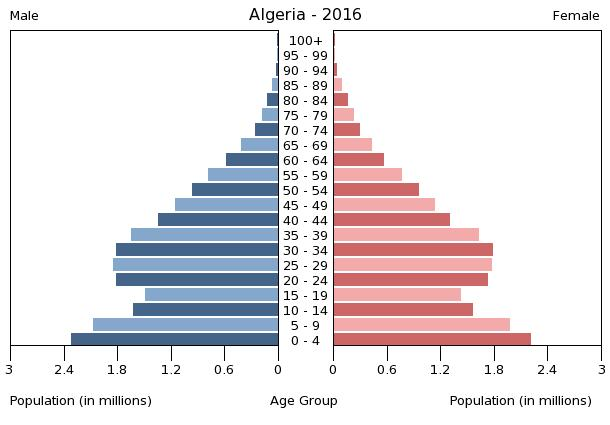 Male Algeria - 2016 Female
100+
95 - 99
90 - 94
85 - 89
80 - 84
75 - 79
70 - 74
65 - 69
60 - 64
55 - 59
50 - 54
45 - 49
40 - 44
35 - 39
30 - 34
25 - 29
20 - 24
15 - 19
10 - 14
5 - 9
0 - 4
3 2.4 1.8 1.2 0.6 0 0 0.6 1.2 1.8 2.4 3
Population (in millions) Age Group Population (in millions)